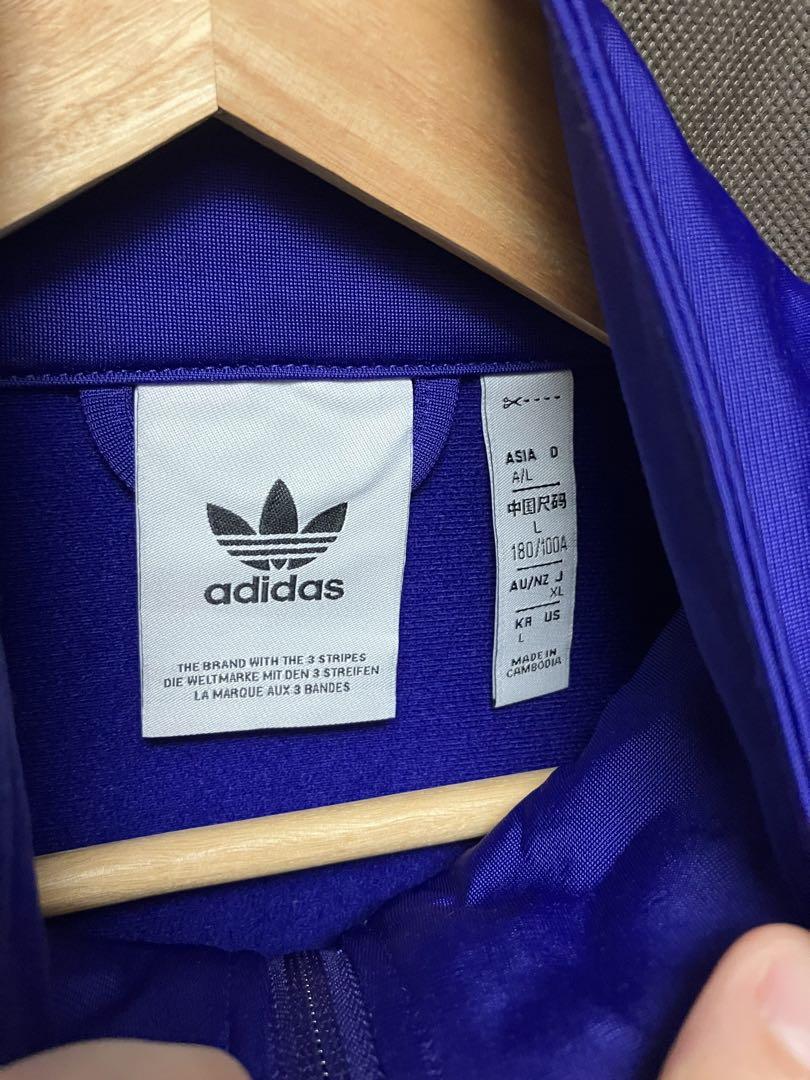 adidas
THE BRAND WITH THE 3 STRIPES
DIE WELTMARKE MIT DEN 3 STREIFEN
LA MARQUE AUX 3 BANDES
ASIA D
A/L
中国尺码
L
180/100A
AU/NZ J
XL
KR US
L
MADE IN
CAMBODIA